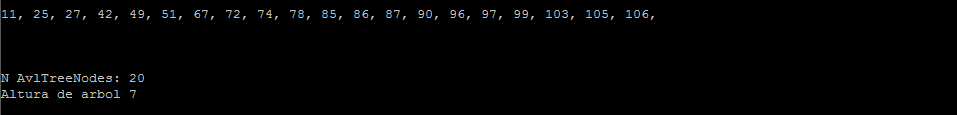 11, 25, 27, 42, 49, 51, 67, 72, 74, 78, 85, 86, 87, 90, 96, 97, 99, 103, 105, 106,
N AvlTreeNodes: 20
Altura de arbol 7